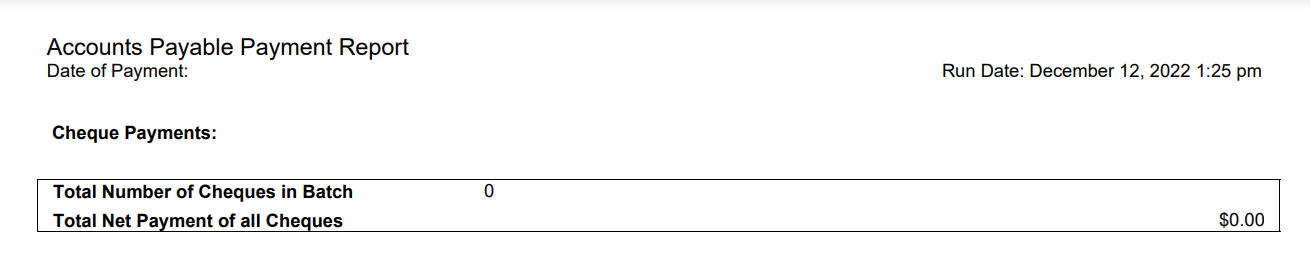 Accounts Payable Payment Report
Date of Payment: Run Date: December 12, 2022 1:25 pm
Cheque Payments:
Total Number of Cheques in Batch 0
Total Net Payment of all Cheques $0.00